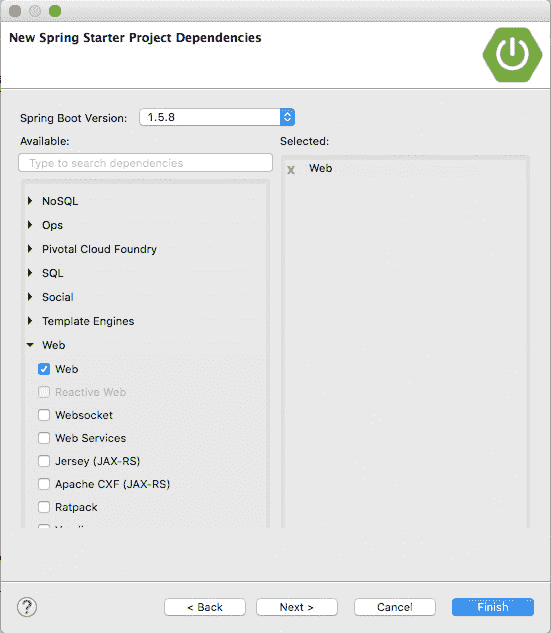 New Spring Starter Project Dependencies
Spring Boot Version: 1.5.8
Available:
Selected:
Type to search dependencies
X Web
NoSQL
Ops
Pivotal Cloud Foundry
SQL
Social
Template Engines
Web
Web
Reactive Web
Websocket
Web Services
Jersey (JAX-RS)
Apache CXF (JAX-RS)
Ratpack
? < Back Next > Cancel Finish